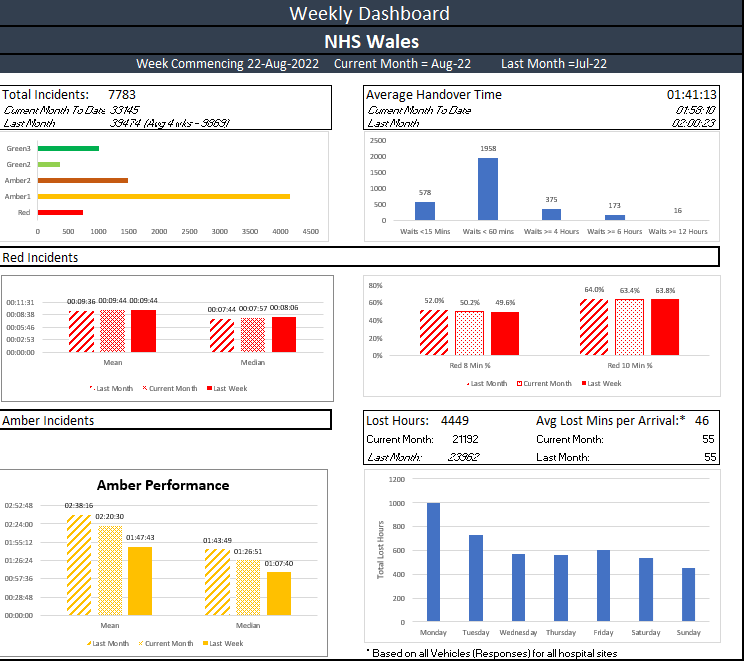 Weekly Dashboard
NHS Wales
Week Commencing 22-Aug-2022 Current Month = Aug-22 Last Month =Jul-22
Total Incidents: 7783
Current Month To Date 33145
Last Month 39474 (Avg 4 wks - 9869)
Average Handover Time 01:41:13
Current Month To Date 01:58:10
Last Month 02:00:23
Green3
Green2
Amber2
Amber1
Red
0 500 1000 1500 2000 2500 3000 3500 4000 4500
2500
2000
1500
1000
500
0
578 1958 375 173 16
Waits <15 Mins Waits < 60 mins Waits >= 4 Hours Waits >= 6 Hours Waits >= 12 Hours
Red Incidents
00:11:31
00:08:38
00:05:46
00:02:53
00:00:00
00:09:36 00:09:44 00:09:44
00:07:44 00:07:57 00:08:06
Mean Median
Last Month Current Month Last Week
80%
60%
40%
20%
0%
52.0% 50.2% 49.6%
64.0% 63.4% 63.8%
Red 8 Min % Red 10 Min %
Last Month Current Month Last Week
Amber Incidents
Lost Hours: 4449 Avg Lost Mins per Arrival:* 46
Current Month: 21192 Current Month: 55
Last Month: 23962 Last Month: 55
Amber Performance
02:52:48
02:24:00
01:55:12
01:26:24
00:57:36
00:28:48
00:00:00
02:38:16
02:20:30
01:47:43
01:43:49
01:26:51
01:07:40
Mean Median
Last Month Current Month Last Week
Total Lost Hours
1200
1000
800
600
400
200
0
Monday Tuesday Wednesday Thursday Friday Saturday Sunday
* Based on all Vehicles (Responses) for all hospital sites